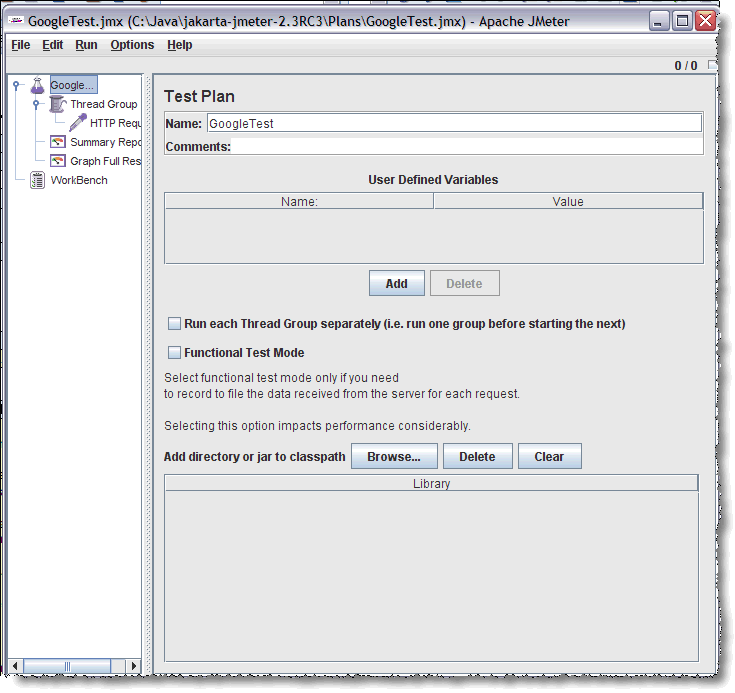 GoogleTest.jmx (C:\Java\jakarta-jmeter-2.3RC3\Plans\GoogleTest.jmx) - Apache JMeter
File Edit Run Options Help
0 / 0
Google...
Thread Group
HTTP Requ
Summary Repo
Graph Full Res
WorkBench
Test Plan
Name: GoogleTest
Comments:
User Defined Variables
Name: Value
Add Delete
Run each Thread Group separately (i.e. run one group before starting the next)
Functional Test Mode
Select functional test mode only if you need
to record to file the data received from the server for each request.
Selecting this option impacts performance considerably.
Add directory or jar to classpath Browse... Delete Clear
Library